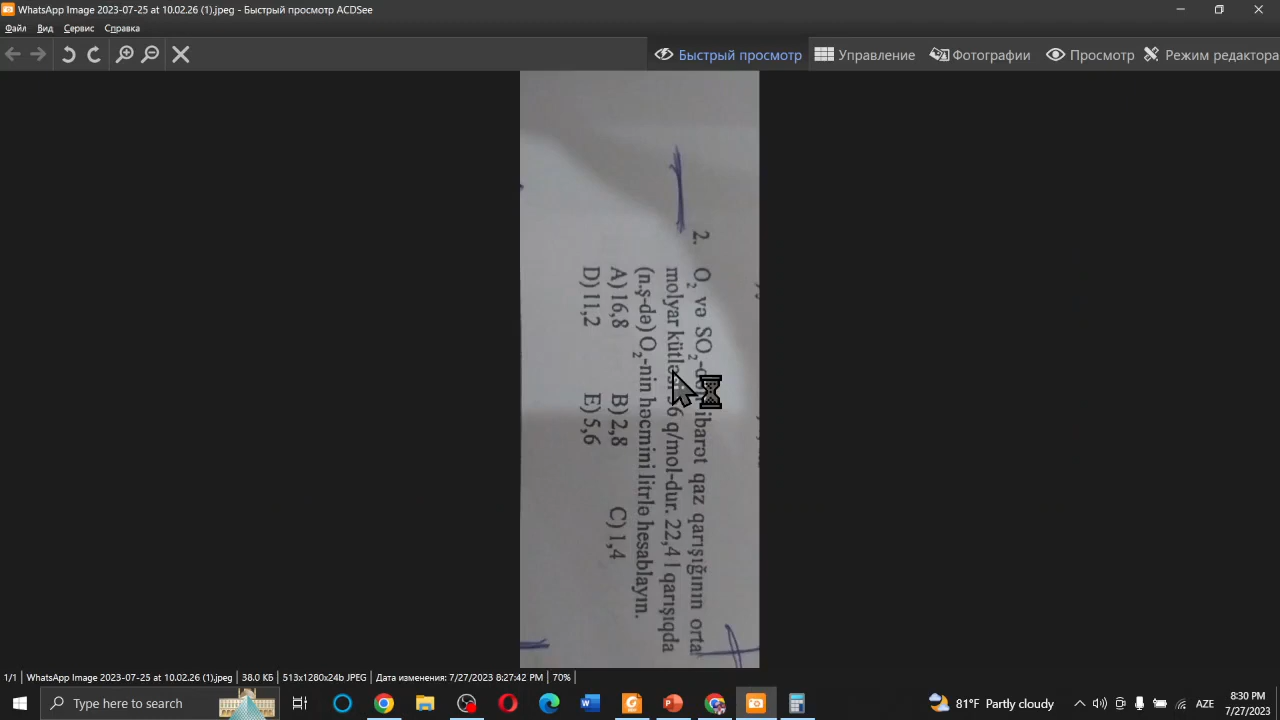 WhatsApp Image 2023-07-25 at 10.02.26 (1).jpeg - Быстрый просмотр ACDSee
Файл Вид Сервис Справка
Быстрый просмотр Управление Фотографии Просмотр Режим редактора
2. O₂ və SO₂-dən ibarət qaz qarışığının orta
molyar kütləsi 56 q/mol-dur. 22,4 l qarışıqda
(n.ş-də) O₂-nin həcmini litrlə hesablayın.
A) 16,8 B) 2,8 C) 1,4
D) 11,2 E) 5,6
1/1 WhatsApp Image 2023-07-25 at 10.02.26 (1).jpeg 38.0 КБ 513x1280x24b JPEG Дата изменения: 7/27/2023 8:27:42 PM 70%
Type here to search
81°F Partly cloudy
AZE
8:30 PM
7/27/2023